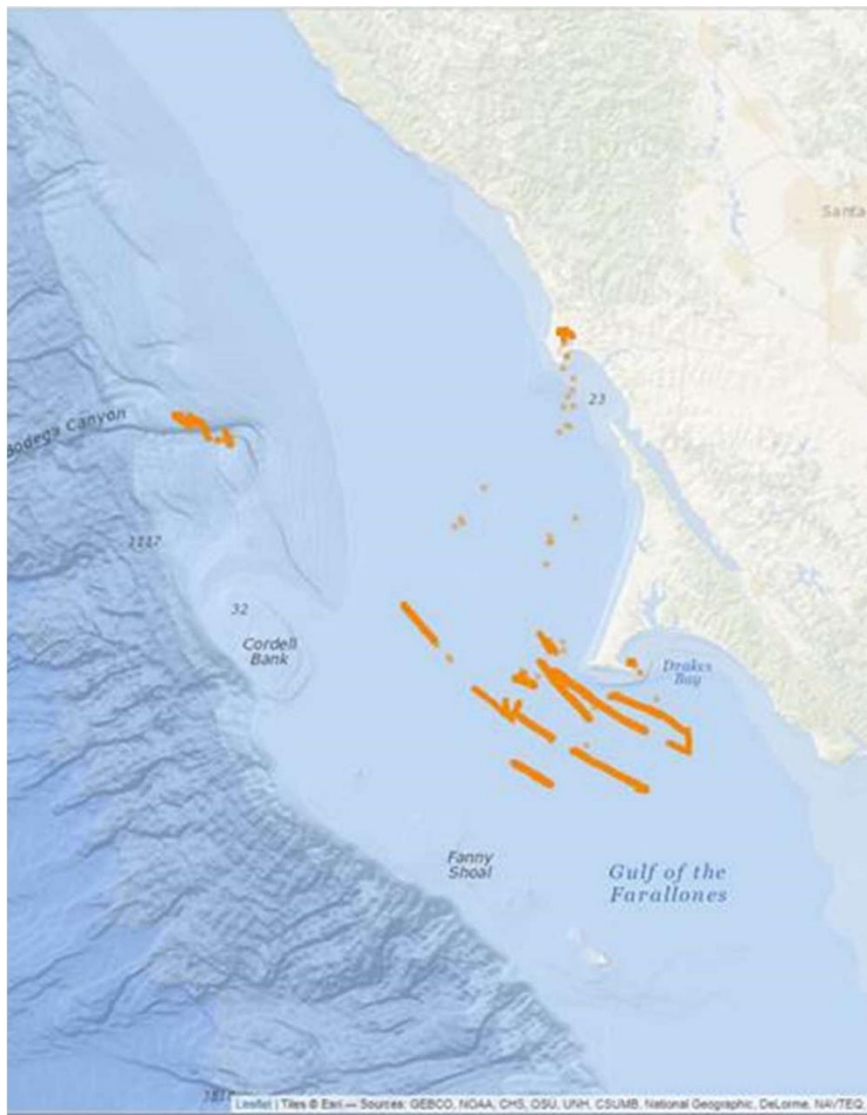 Santa
23
Bodega Canyon
1117
32
Cordell
Bank
Drakes
Bay
Fanny
Shoal
Gulf of the
Farallones
Leaflet | Tiles © Esri — Sources: GEBCO, NOAA, CHS, OSU, UNH, CSUMB, National Geographic, DeLorme, NAVTEQ,